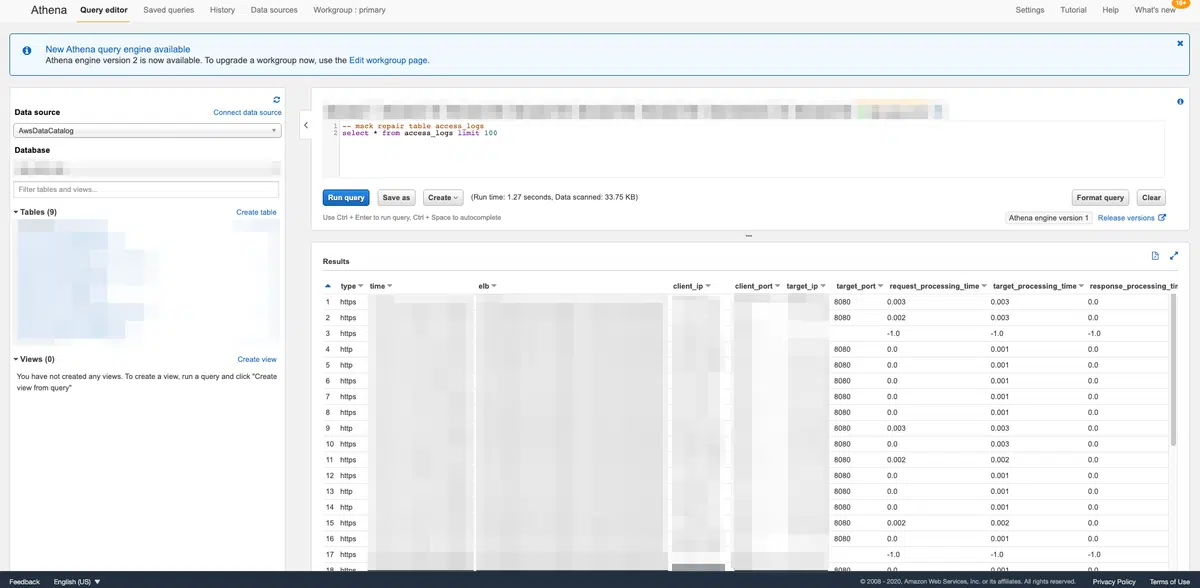 Athena Query editor Saved queries History Data sources Workgroup : primary Settings Tutorial Help What's new 18+
New Athena query engine available
Athena engine version 2 is now available. To upgrade a workgroup now, use the Edit workgroup page.
Data source Connect data source
AwsDataCatalog
Database
Filter tables and views...
Tables (9) Create table
Views (0) Create view
You have not created any views. To create a view, run a query and click "Create
view from query"
1 -- msck repair table access_logs
2 select * from access_logs limit 100
Run query Save as Create (Run time: 1.27 seconds, Data scanned: 33.75 KB) Format query Clear
Use Ctrl + Enter to run query, Ctrl + Space to autocomplete Athena engine version 1 Release versions
Results
type time elb client_ip client_port target_ip target_port request_processing_time target_processing_time response_processing_tin
1 https 8080 0.003 0.003 0.0
2 https 8080 0.002 0.003 0.0
3 https -1.0 -1.0 -1.0
4 http 8080 0.0 0.001 0.0
5 http 8080 0.0 0.001 0.0
6 https 8080 0.0 0.001 0.0
7 https 8080 0.0 0.001 0.0
8 https 8080 0.0 0.001 0.0
9 http 8080 0.003 0.003 0.0
10 https 8080 0.0 0.003 0.0
11 https 8080 0.002 0.002 0.0
12 https 8080 0.0 0.001 0.0
13 http 8080 0.0 0.001 0.0
14 http 8080 0.0 0.001 0.0
15 https 8080 0.002 0.002 0.0
16 https 8080 0.0 0.001 0.0
17 https -1.0 -1.0 -1.0
18 https 8080 0.0 0.001 0.0
Feedback English (US) © 2008 - 2020, Amazon Web Services, Inc. or its affiliates. All rights reserved. Privacy Policy Terms of Use